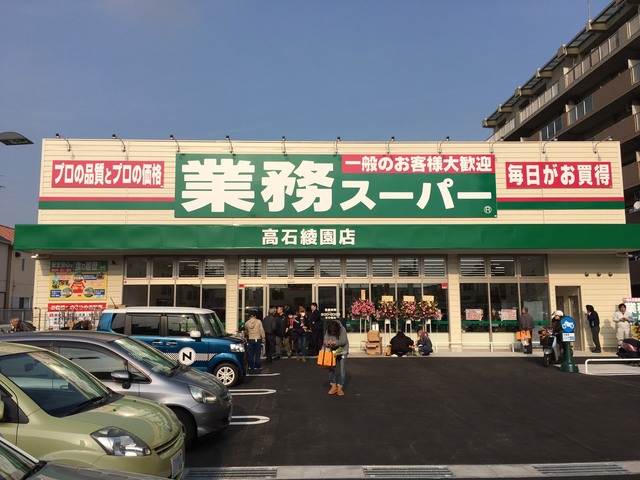 プロの品質とプロの価格
業務スーパー
一般のお客様大歓迎
®
毎日がお買得
高石綾園店
N